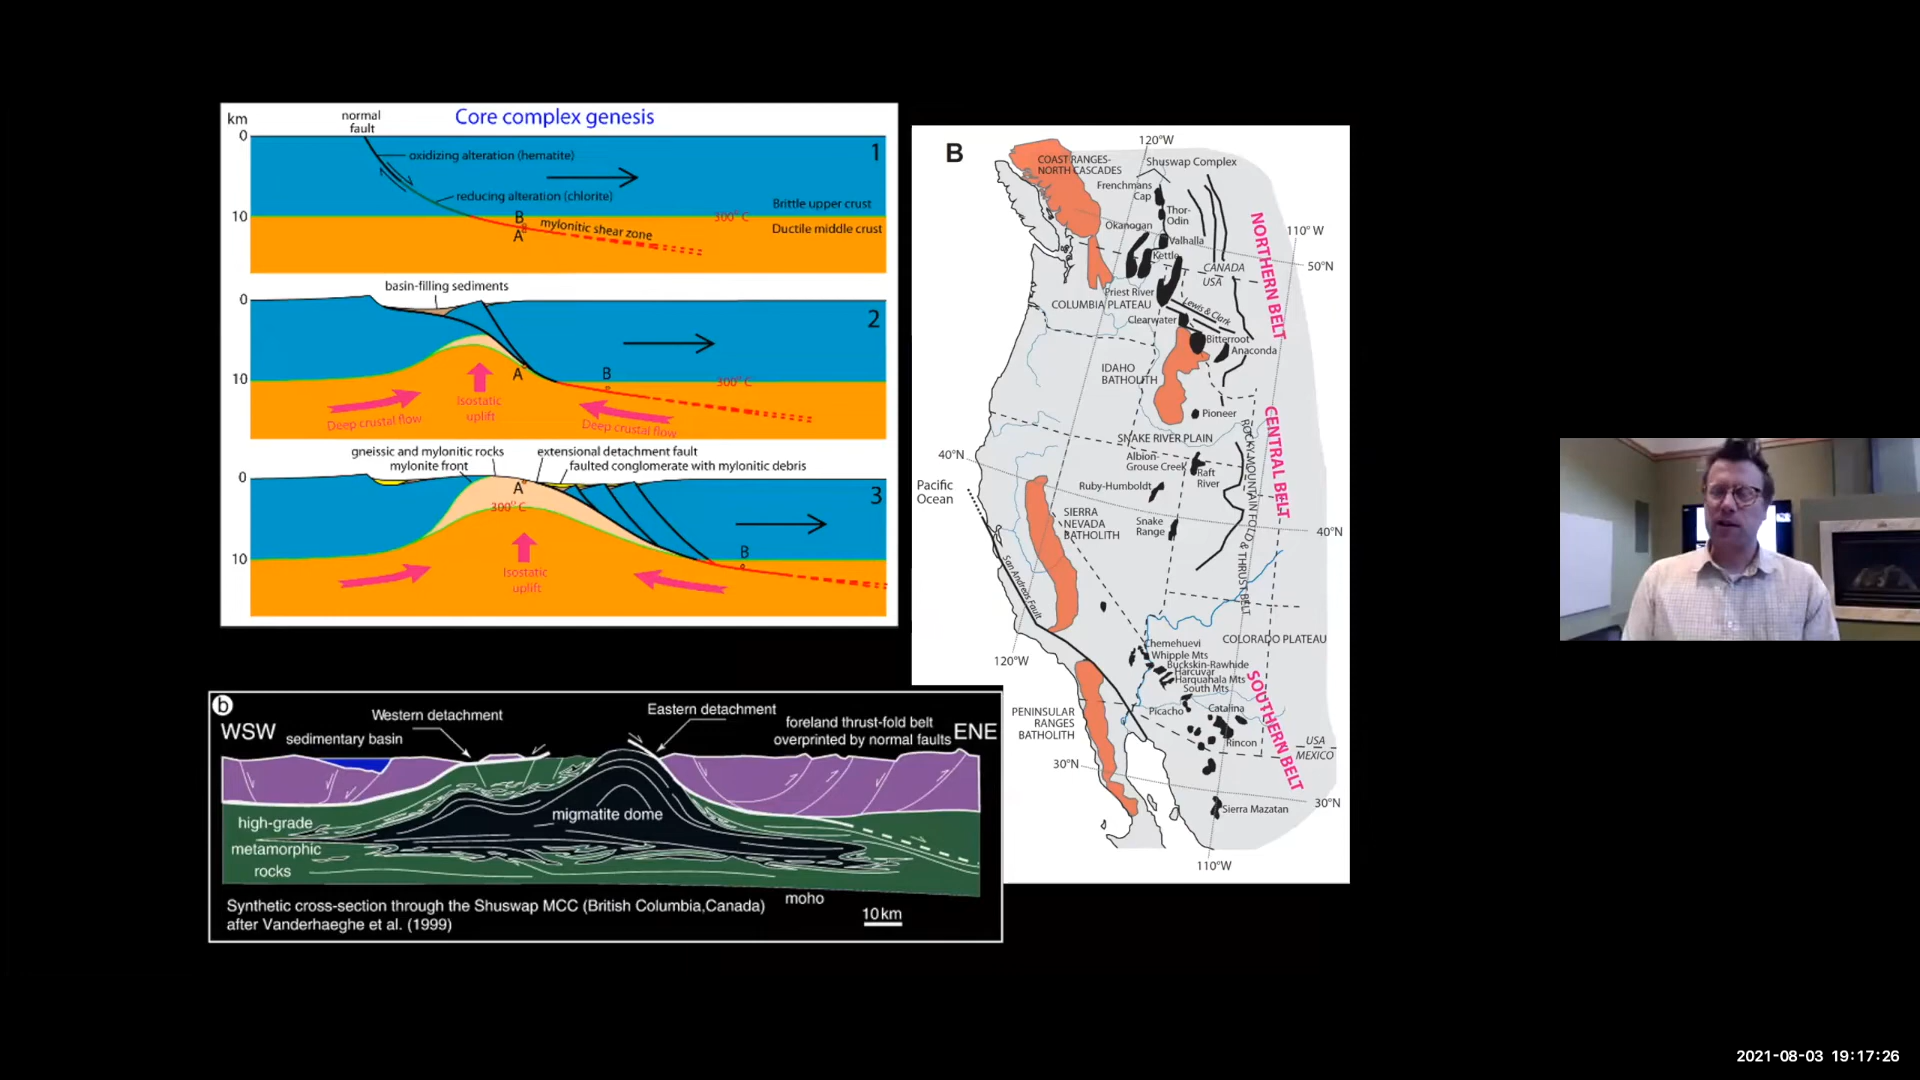 Core complex genesis
km
normal
fault
0
oxidizing alteration (hematite)
1
reducing alteration (chlorite)
Brittle upper crust
10
B
300° C
A
mylonitic shear zone
Ductile middle crust
basin-filling sediments
0
2
10
A
B
300° C
Isostatic
uplift
Deep crustal flow
Deep crustal flow
gneissic and mylonitic rocks
extensional detachment fault
mylonite front
faulted conglomerate with mylonitic debris
0
A
3
300° C
10
B
Isostatic
uplift
B
120°W
COAST RANGES-
NORTH CASCADES
Shuswap Complex
Frenchmans
Cap
Thor-
Odin
Okanogan
Valhalla
Kettle
110° W
50°N
CANADA
USA
NORTHERN BELT
Priest River
COLUMBIA PLATEAU
Lewis & Clark
Clearwater
Bitterroot
Anaconda
IDAHO
BATHOLITH
Pioneer
CENTRAL BELT
SNAKE RIVER PLAIN
ROCKY MOUNTAIN FOLD & THRUST BELT
40°N
Albion-
Grouse Creek
Raft
River
Pacific
Ocean
Ruby-Humboldt
SIERRA
NEVADA
BATHOLITH
Snake
Range
40°N
San Andreas Fault
COLORADO PLATEAU
120°W
Chemehuevi
Whipple Mts
Buckskin-Rawhide
Harcuvar
Harquahala Mts
South Mts
SOUTHERN BELT
PENINSULAR
RANGES
BATHOLITH
Picacho
Catalina
Rincon
USA
MEXICO
30°N
Sierra Mazatan
30°N
110°W
b
WSW
Western detachment
Eastern detachment
sedimentary basin
foreland thrust-fold belt
overprinted by normal faults
ENE
high-grade
metamorphic
rocks
migmatite dome
moho
10 km
Synthetic cross-section through the Shuswap MCC (British Columbia,Canada)
after Vanderhaeghe et al. (1999)
2021-08-03 19:17:26